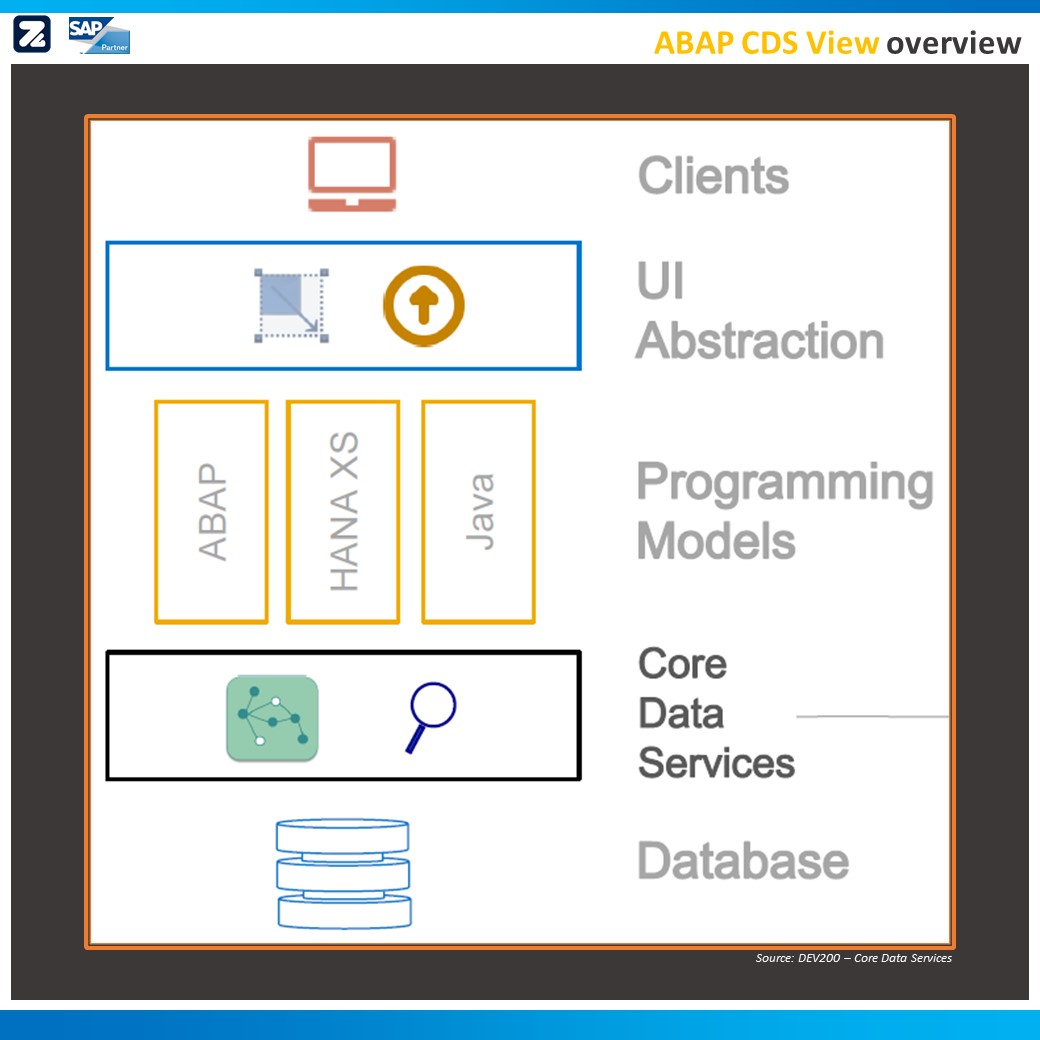 SAP
Partner
ABAP CDS View overview
Clients
UI
Abstraction
ABAP
HANA XS
Java
Programming
Models
Core
Data
Services
Database
Source: DEV200 – Core Data Services